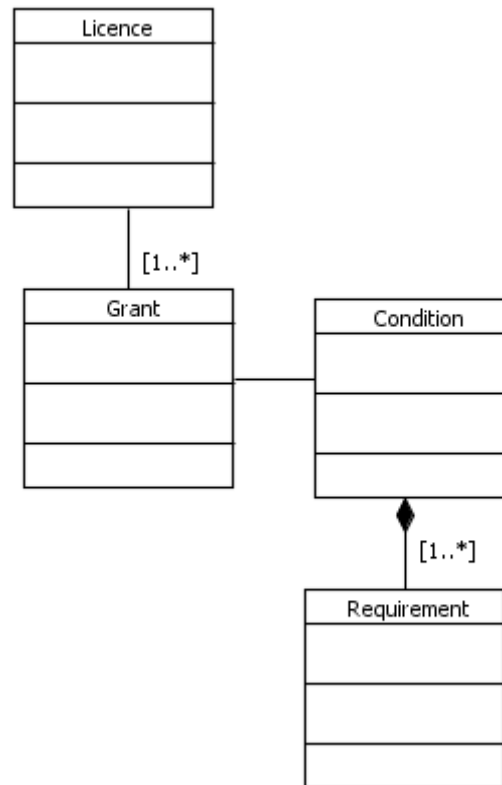 Licence
[1..*]
Grant
Condition
[1..*]
Requirement